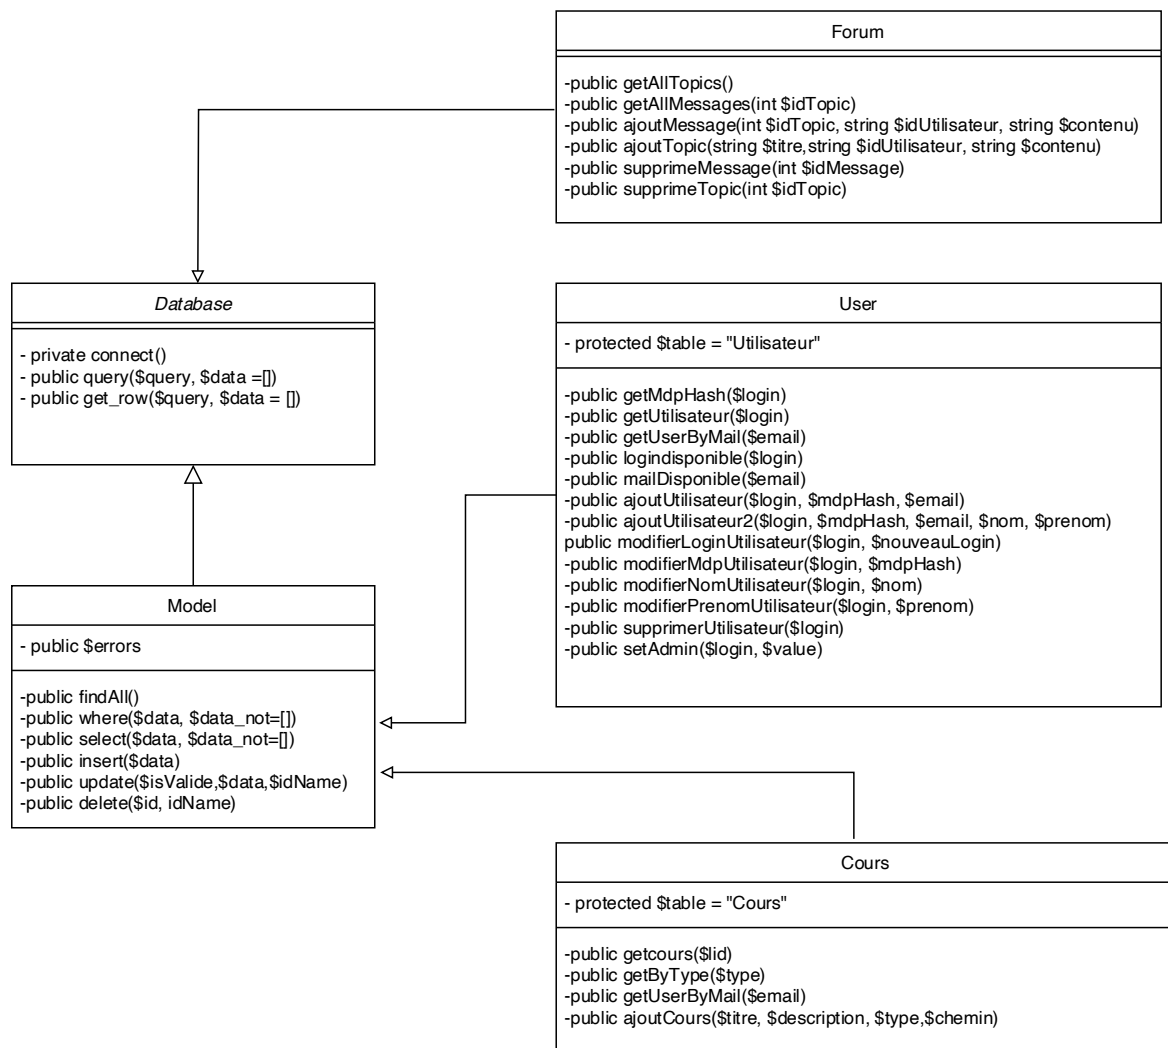 Forum
-public getAllTopics()
-public getAllMessages(int $idTopic)
-public ajoutMessage(int $idTopic, string $idUtilisateur, string $contenu)
-public ajoutTopic(string $titre,string $idUtilisateur, string $contenu)
-public supprimeMessage(int $idMessage)
-public supprimeTopic(int $idTopic)
Database
- private connect()
- public query($query, $data =[])
- public get_row($query, $data = [])
User
- protected $table = "Utilisateur"
-public getMdpHash($login)
-public getUtilisateur($login)
-public getUserByMail($email)
-public logindisponible($login)
-public mailDisponible($email)
-public ajoutUtilisateur($login, $mdpHash, $email)
-public ajoutUtilisateur2($login, $mdpHash, $email, $nom, $prenom)
public modifierLoginUtilisateur($login, $nouveauLogin)
-public modifierMdpUtilisateur($login, $mdpHash)
-public modifierNomUtilisateur($login, $nom)
-public modifierPrenomUtilisateur($login, $prenom)
-public supprimerUtilisateur($login)
-public setAdmin($login, $value)
Model
- public $errors
-public findAll()
-public where($data, $data_not=[])
-public select($data, $data_not=[])
-public insert($data)
-public update($isValide,$data,$idName)
-public delete($id, idName)
Cours
- protected $table = "Cours"
-public getcours($lid)
-public getByType($type)
-public getUserByMail($email)
-public ajoutCours($titre, $description, $type,$chemin)